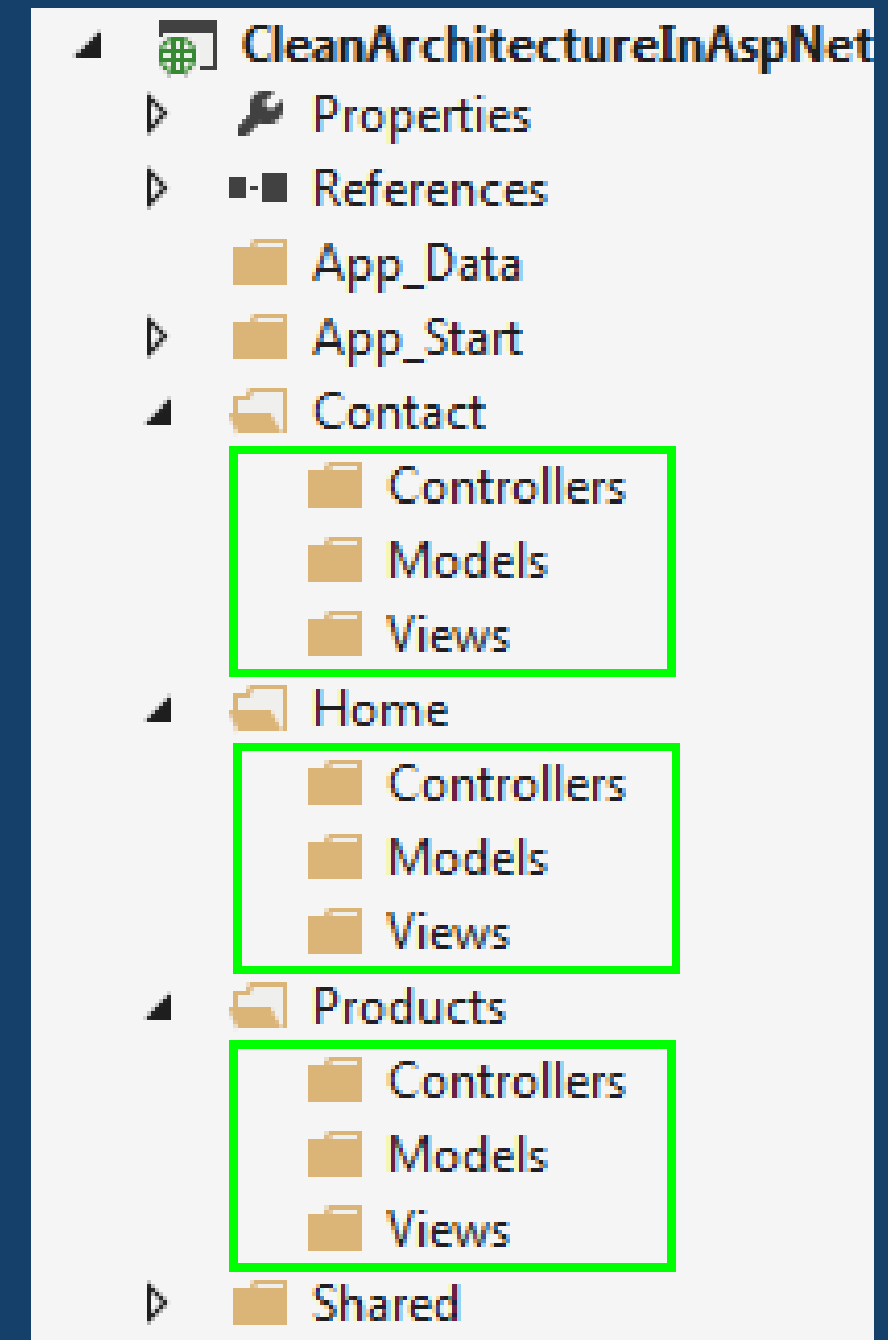 CleanArchitectureInAspNet
Properties
References
App_Data
App_Start
Contact
Controllers
Models
Views
Home
Controllers
Models
Views
Products
Controllers
Models
Views
Shared